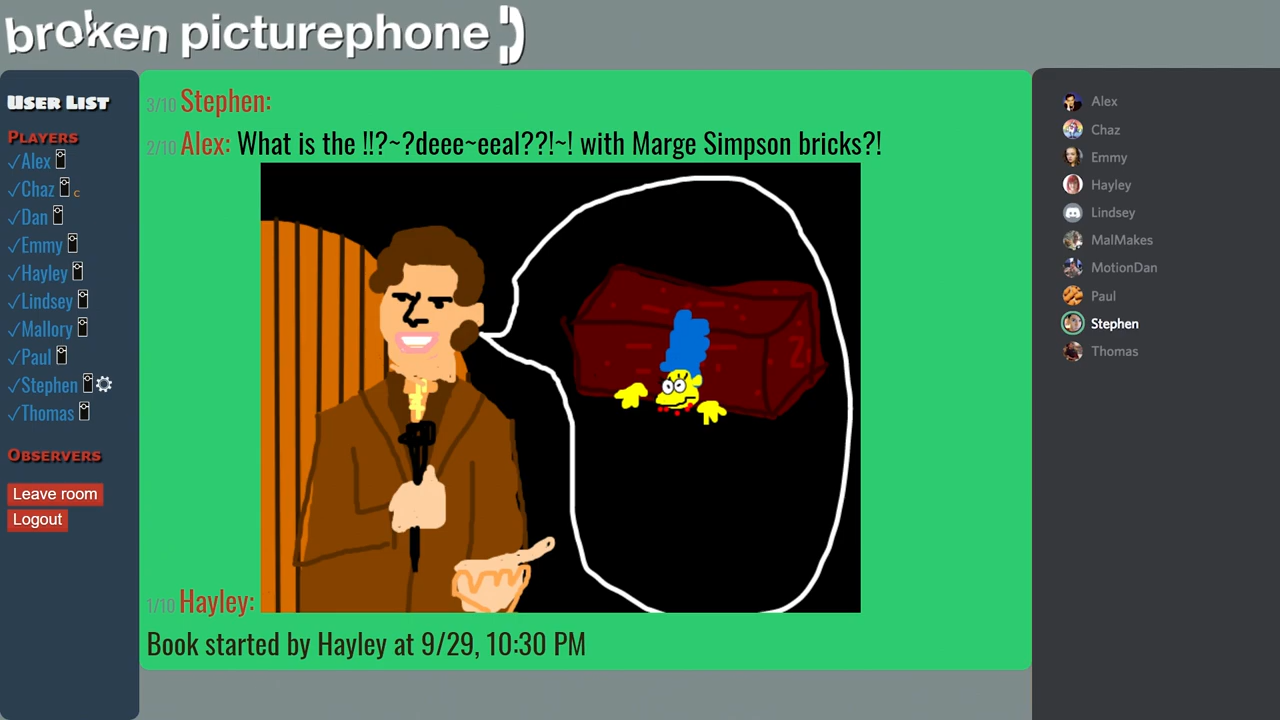 broken picturephone
User List
Players
✓Alex
✓Chaz c
✓Dan
✓Emmy
✓Hayley
✓Lindsey
✓Mallory
✓Paul
✓Stephen
✓Thomas
Observers
Leave room
Logout
3/10 Stephen:
2/10 Alex: What is the !!?~?deee~eeal??!~! with Marge Simpson bricks?!
1/10 Hayley:
Book started by Hayley at 9/29, 10:30 PM
Alex
Chaz
Emmy
Hayley
Lindsey
MalMakes
MotionDan
Paul
Stephen
Thomas